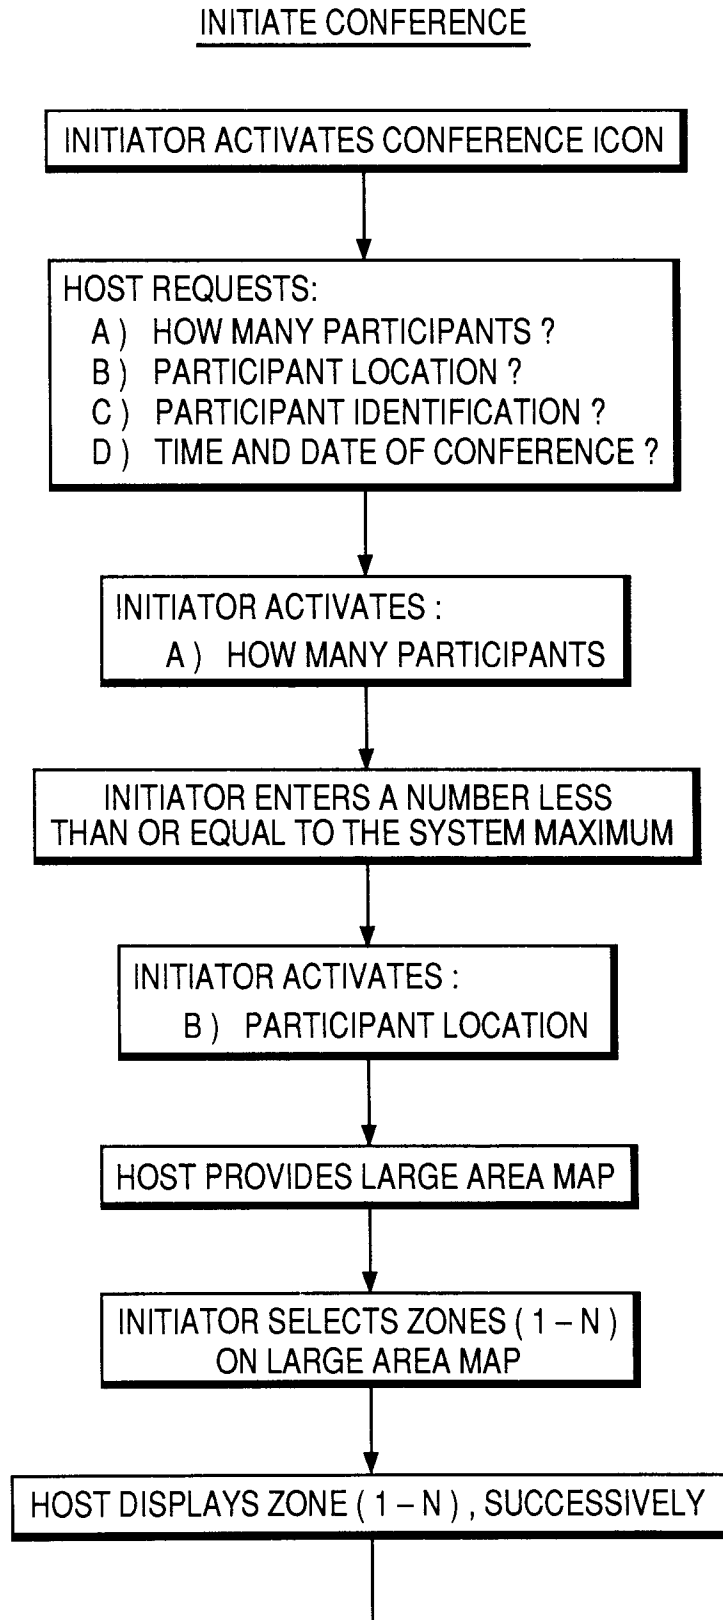 INITIATE CONFERENCE
INITIATOR ACTIVATES CONFERENCE ICON
HOST REQUESTS:
A ) HOW MANY PARTICIPANTS ?
B ) PARTICIPANT LOCATION ?
C ) PARTICIPANT IDENTIFICATION ?
D ) TIME AND DATE OF CONFERENCE ?
INITIATOR ACTIVATES :
A ) HOW MANY PARTICIPANTS
INITIATOR ENTERS A NUMBER LESS
THAN OR EQUAL TO THE SYSTEM MAXIMUM
INITIATOR ACTIVATES :
B ) PARTICIPANT LOCATION
HOST PROVIDES LARGE AREA MAP
INITIATOR SELECTS ZONES ( 1 – N )
ON LARGE AREA MAP
HOST DISPLAYS ZONE ( 1 – N ) , SUCCESSIVELY